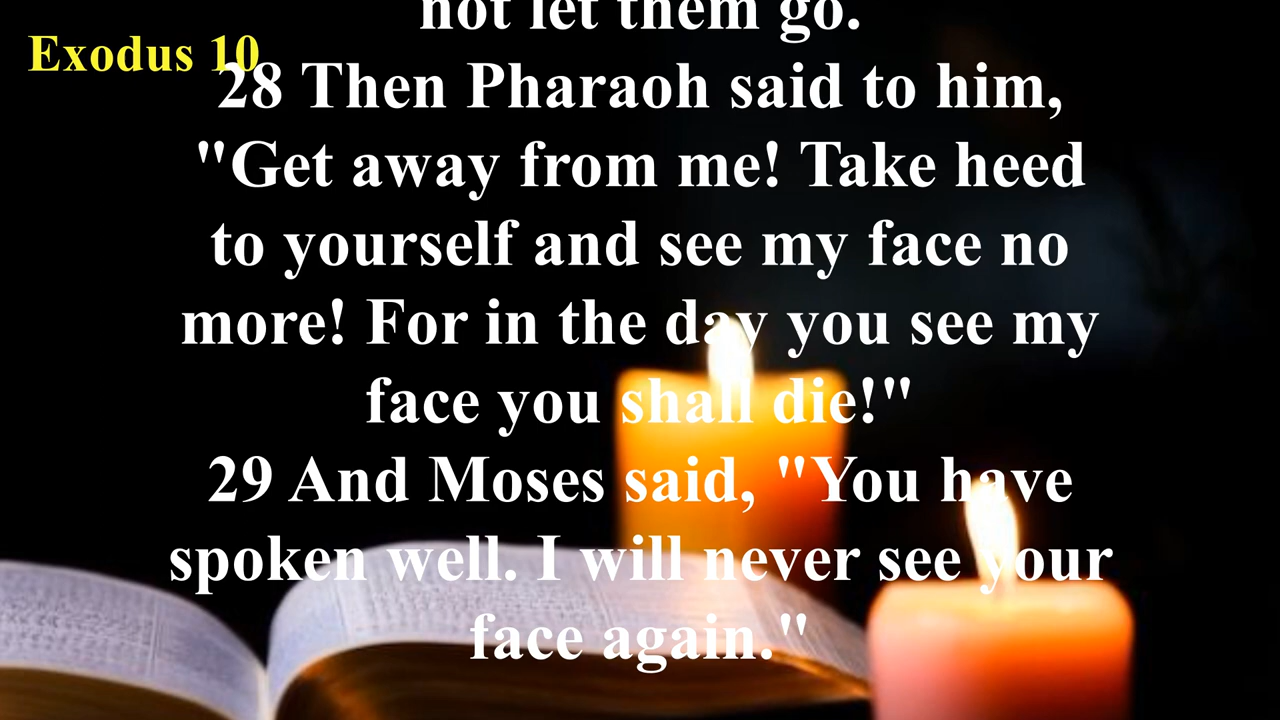 not let them go.
Exodus 10
28 Then Pharaoh said to him,
"Get away from me! Take heed
to yourself and see my face no
more! For in the day you see my
face you shall die!"
29 And Moses said, "You have
spoken well. I will never see your
face again."